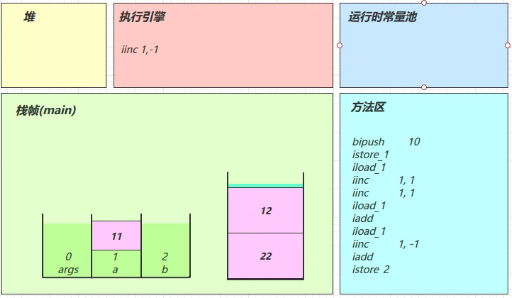 堆
执行引擎
iinc 1,-1
运行时常量池
栈帧(main)
11
0 1 2
args a b
12
22
方法区
bipush 10
istore_1
iload_1
iinc 1, 1
iinc 1, 1
iload_1
iadd
iload_1
iinc 1, -1
iadd
istore 2